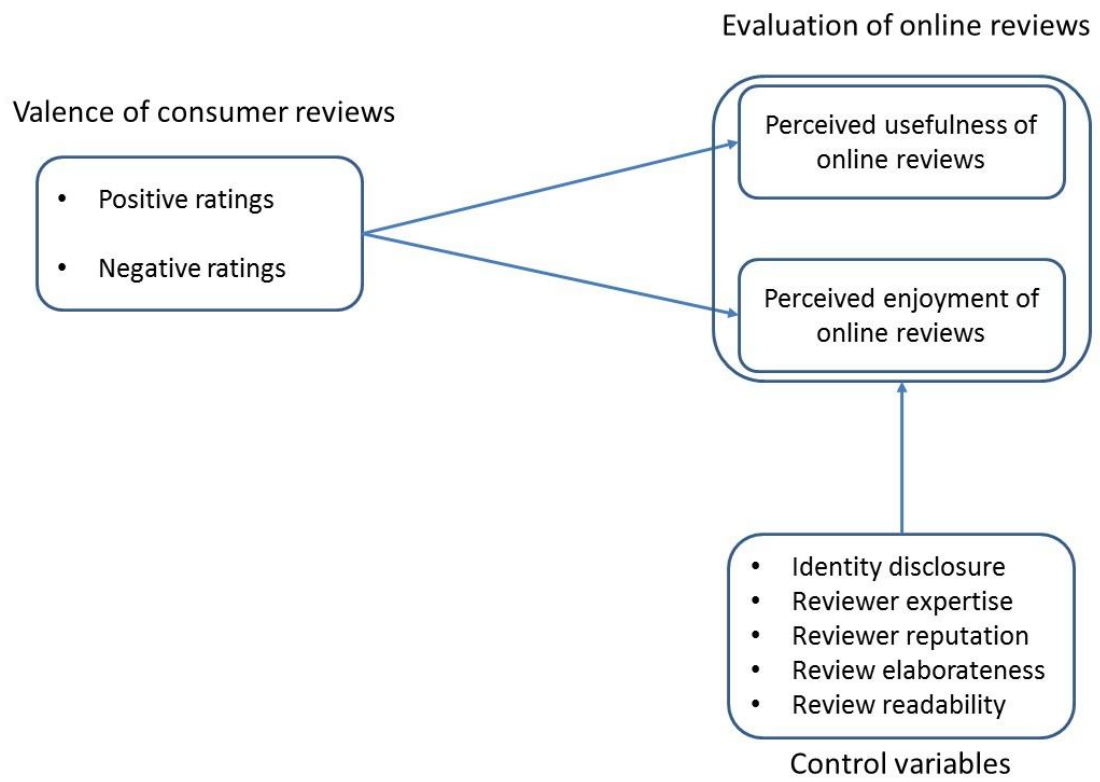 Evaluation of online reviews
Valence of consumer reviews
• Positive ratings
• Negative ratings
Perceived usefulness of
online reviews
Perceived enjoyment of
online reviews
• Identity disclosure
• Reviewer expertise
• Reviewer reputation
• Review elaborateness
• Review readability
Control variables